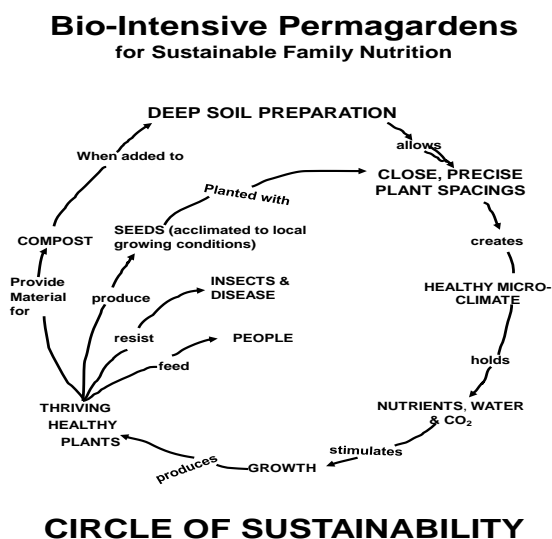 Bio-Intensive Permagardens
for Sustainable Family Nutrition
DEEP SOIL PREPARATION
allows
When added to
CLOSE, PRECISE
PLANT SPACINGS
Planted with
SEEDS (acclimated to local
growing conditions)
COMPOST
creates
Provide
Material
for
produce
INSECTS &
DISEASE
HEALTHY MICRO-
CLIMATE
resist
PEOPLE
feed
holds
THRIVING
HEALTHY
PLANTS
NUTRIENTS, WATER
& CO₂
stimulates
produces
GROWTH
CIRCLE OF SUSTAINABILITY